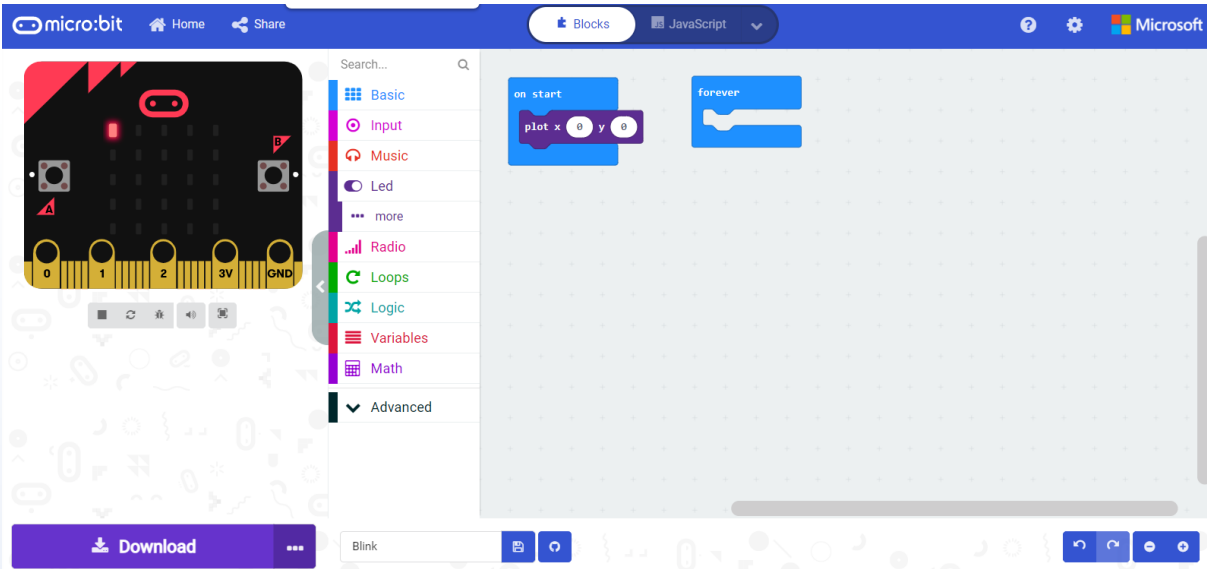 micro:bit Home Share Blocks JS JavaScript ? Microsoft
Search...
Basic
Input
Music
Led
more
Radio
Loops
Logic
Variables
Math
Advanced
on start
plot x 0 y 0
forever
B
A
0 1 2 3V GND
Download
Blink